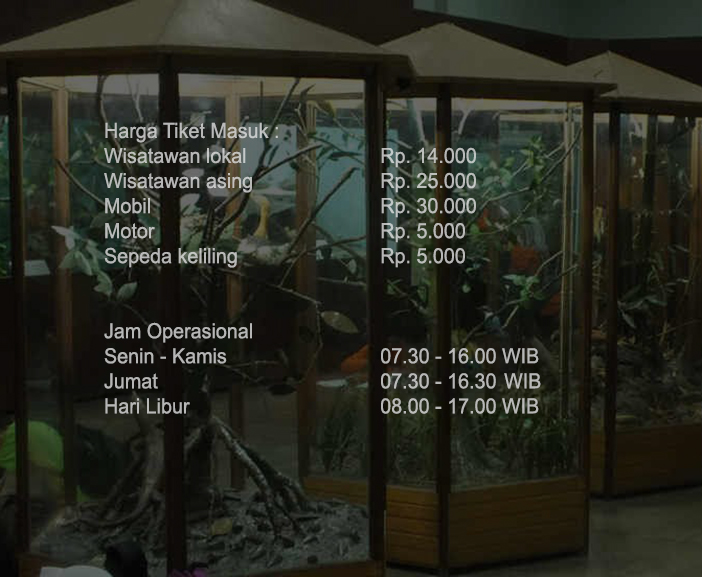 Harga Tiket Masuk :
Wisatawan lokal Rp. 14.000
Wisatawan asing Rp. 25.000
Mobil Rp. 30.000
Motor Rp. 5.000
Sepeda keliling Rp. 5.000
Jam Operasional
Senin - Kamis 07.30 - 16.00 WIB
Jumat 07.30 - 16.30 WIB
Hari Libur 08.00 - 17.00 WIB